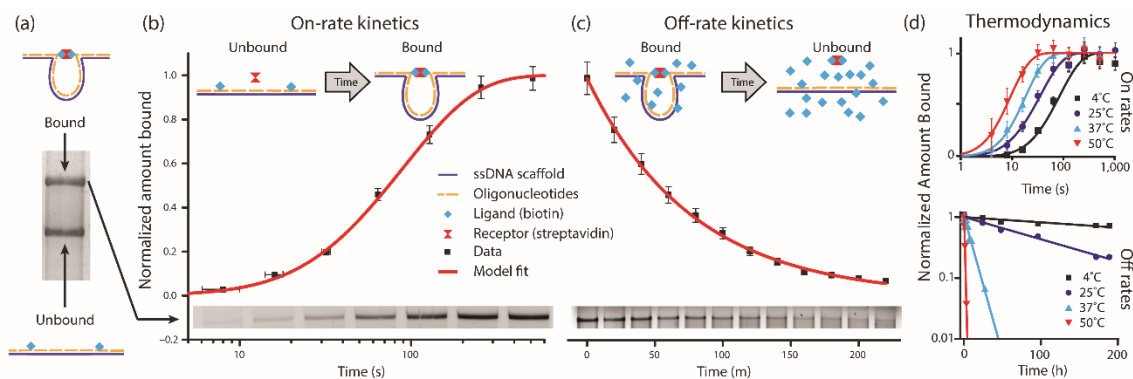 (a)
Bound
Unbound
(b)
On-rate kinetics
Unbound
Bound
Time
Normalized amount bound
1.0
0.8
0.6
0.4
0.2
0.0
−0.2
ssDNA scaffold
Oligonucleotides
Ligand (biotin)
Receptor (streptavidin)
Data
Model fit
10
100
Time (s)
(c)
Off-rate kinetics
Bound
Unbound
Time
0
50
100
150
200
Time (m)
(d)
Thermodynamics
Normalized Amount Bound
1
0
4˚C
25˚C
37˚C
50˚C
On rates
1
10
100
1,000
Time (s)
1
0.1
0.01
4˚C
25˚C
37˚C
50˚C
Off rates
0
100
200
Time (h)